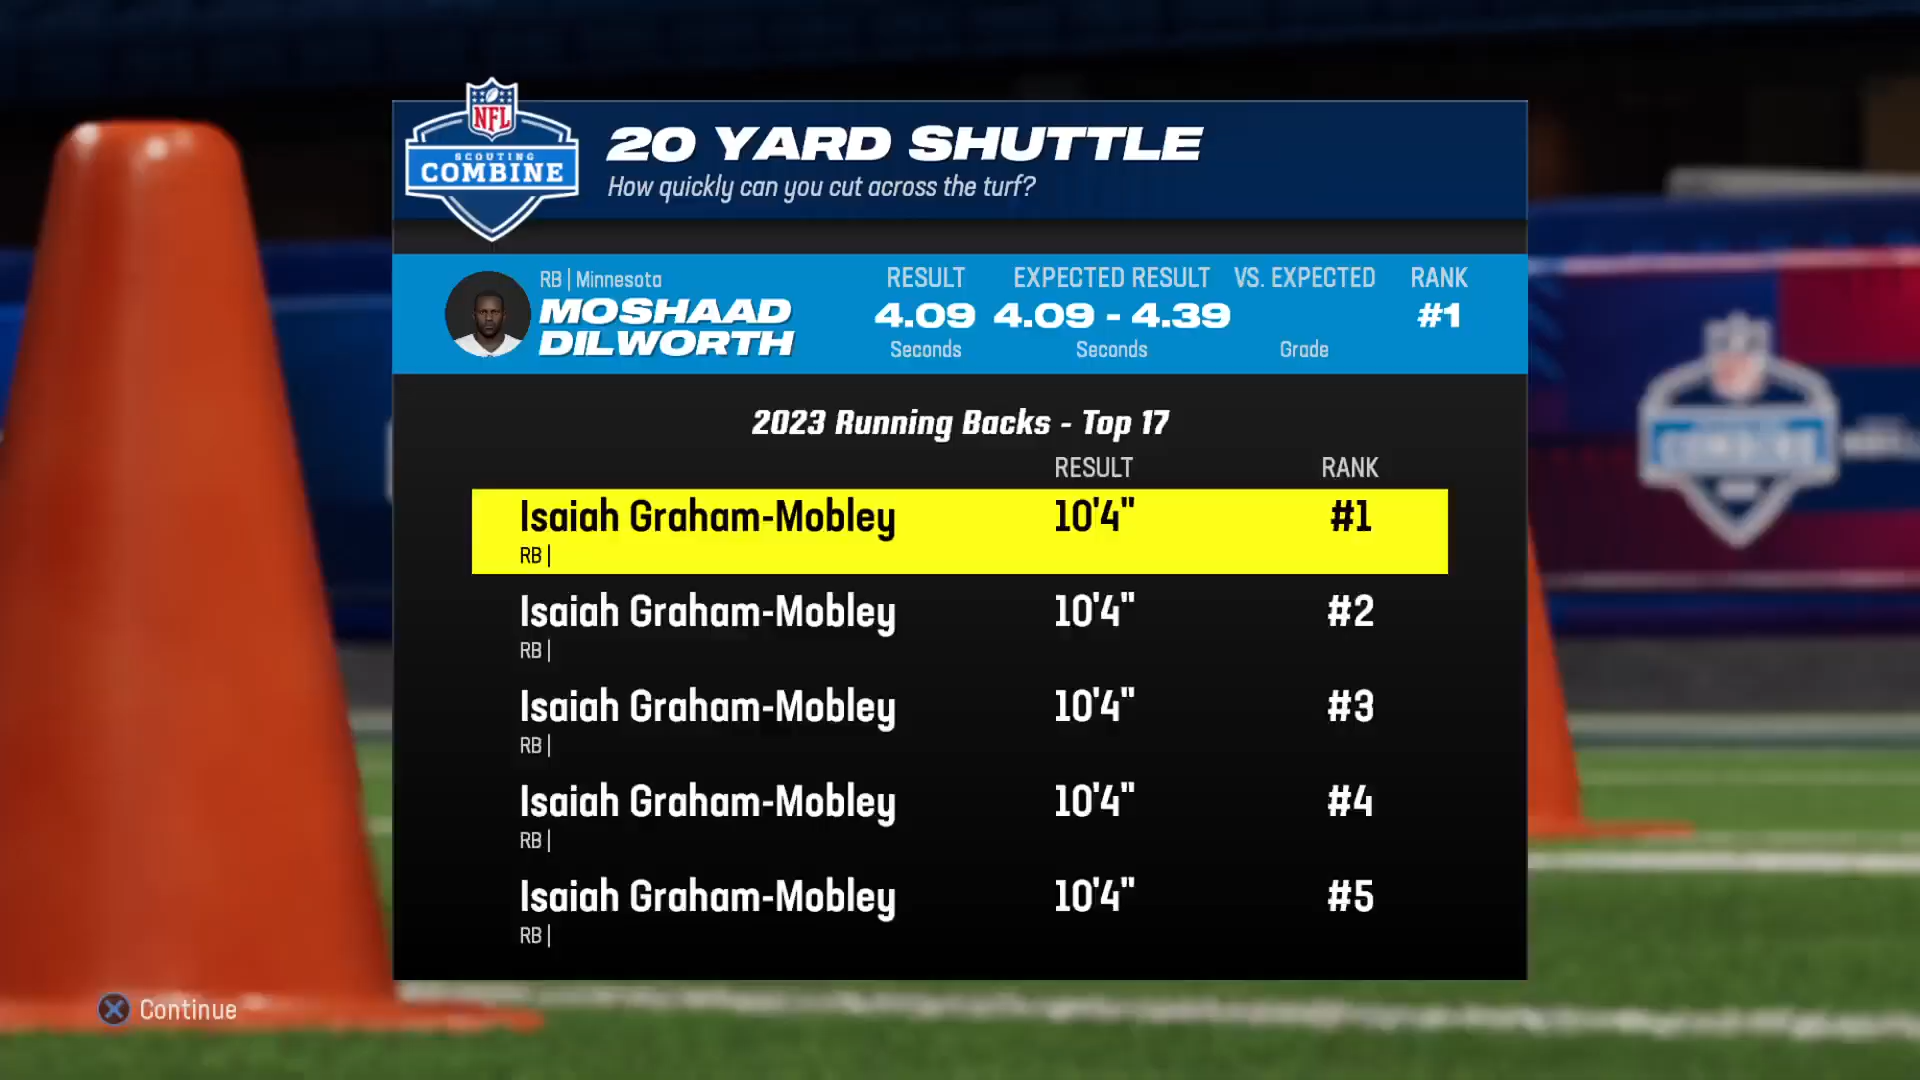 NFL
SCOUTING
COMBINE
20 YARD SHUTTLE
How quickly can you cut across the turf?
RB | Minnesota
MOSHAAD
DILWORTH
RESULT
4.09
Seconds
EXPECTED RESULT
4.09 - 4.39
Seconds
VS. EXPECTED
Grade
RANK
#1
2023 Running Backs - Top 17
RESULT RANK
Isaiah Graham-Mobley 10'4" #1
RB |
Isaiah Graham-Mobley 10'4" #2
RB |
Isaiah Graham-Mobley 10'4" #3
RB |
Isaiah Graham-Mobley 10'4" #4
RB |
Isaiah Graham-Mobley 10'4" #5
RB |
Continue